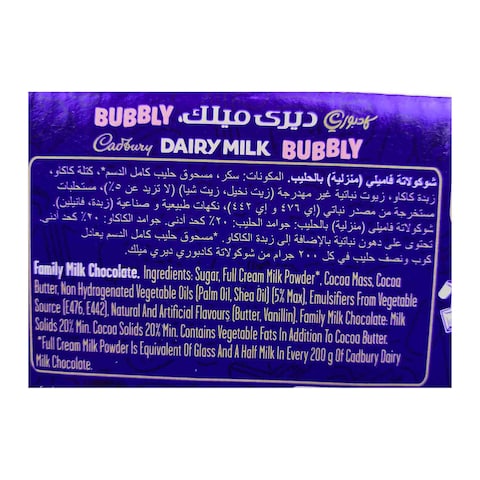 كادبوري ديرى ميلك، BUBBLY
Cadbury DAIRY MILK BUBBLY
شوكولاتة فاميلي (منزلية) بالحليب. المكونات: سكر، مسحوق حليب كامل الدسم*، كتلة كاكاو،
زبدة كاكاو، زيوت نباتية غير مهدرجة (زيت نخيل، زيت شيا) (لا تزيد عن ٥٪)، مستحلبات
مستخرجة من مصدر نباتي (إي ٤٧٦ و إي ٤٤٢)، نكهات طبيعية و صناعية (زبدة، فانيلين).
شوكولاتة فاميلي (منزلية) بالحليب: جوامد الحليب: ٢٠٪ كحد أدنى. جوامد الكاكاو: ٢٠٪ كحد أدنى.
تحتوى على دهون نباتية بالإضافة إلى زبدة الكاكاو. *مسحوق حليب كامل الدسم يعادل
كوب ونصف حليب في كل ٢٠٠ جرام من شوكولاتة كادبوري ديري ميلك.
Family Milk Chocolate. Ingredients: Sugar, Full Cream Milk Powder*, Cocoa Mass, Cocoa
Butter, Non Hydrogenated Vegetable Oils (Palm Oil, Shea Oil) (5% Max), Emulsifiers From Vegetable
Source (E476, E442), Natural And Artificial Flavours (Butter, Vanillin). Family Milk Chocolate: Milk
Solids 20% Min. Cocoa Solids 20% Min. Contains Vegetable Fats In Addition To Cocoa Butter.
*Full Cream Milk Powder Is Equivalent Of Glass And A Half Milk In Every 200 g Of Cadbury Dairy
Milk Chocolate.